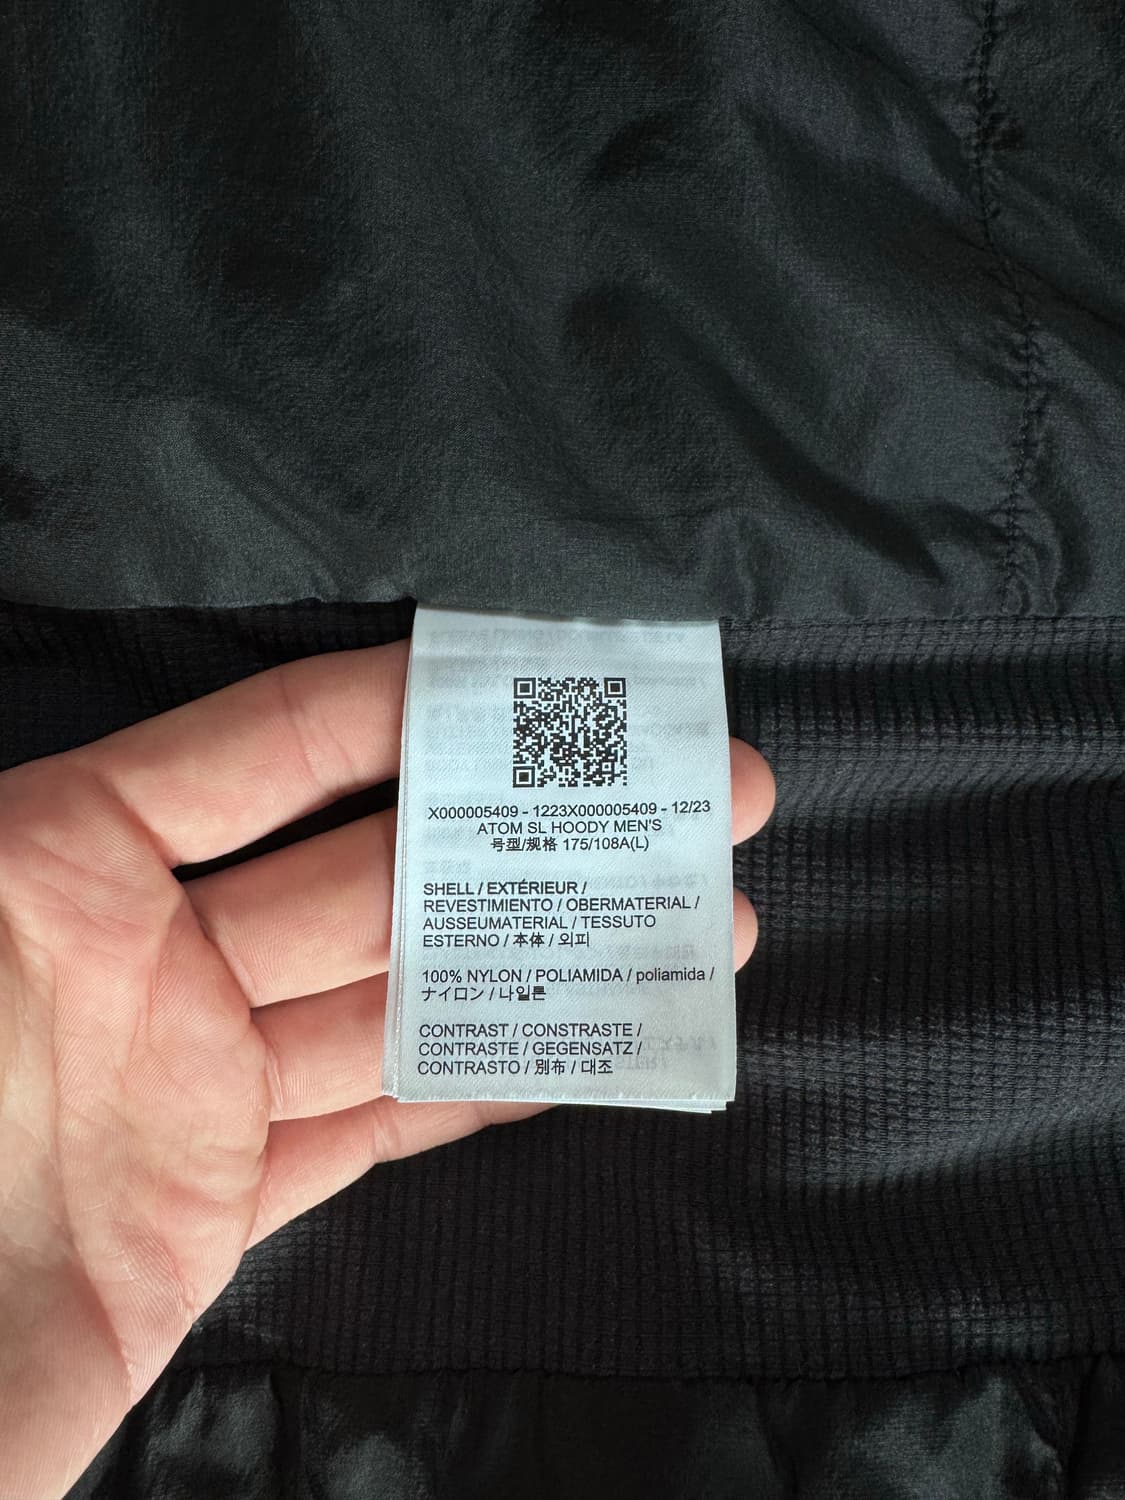 X000005409 - 1223X000005409 - 12/23
ATOM SL HOODY MEN'S
号型/规格 175/108A(L)
SHELL / EXTÉRIEUR /
REVESTIMIENTO / OBERMATERIAL /
AUSSEUMATERIAL / TESSUTO
ESTERNO / 本体 / 외피
100% NYLON / POLIAMIDA / poliamida /
ナイロン / 나일론
CONTRAST / CONSTRASTE /
CONTRASTE / GEGENSATZ /
CONTRASTO / 別布 / 대조